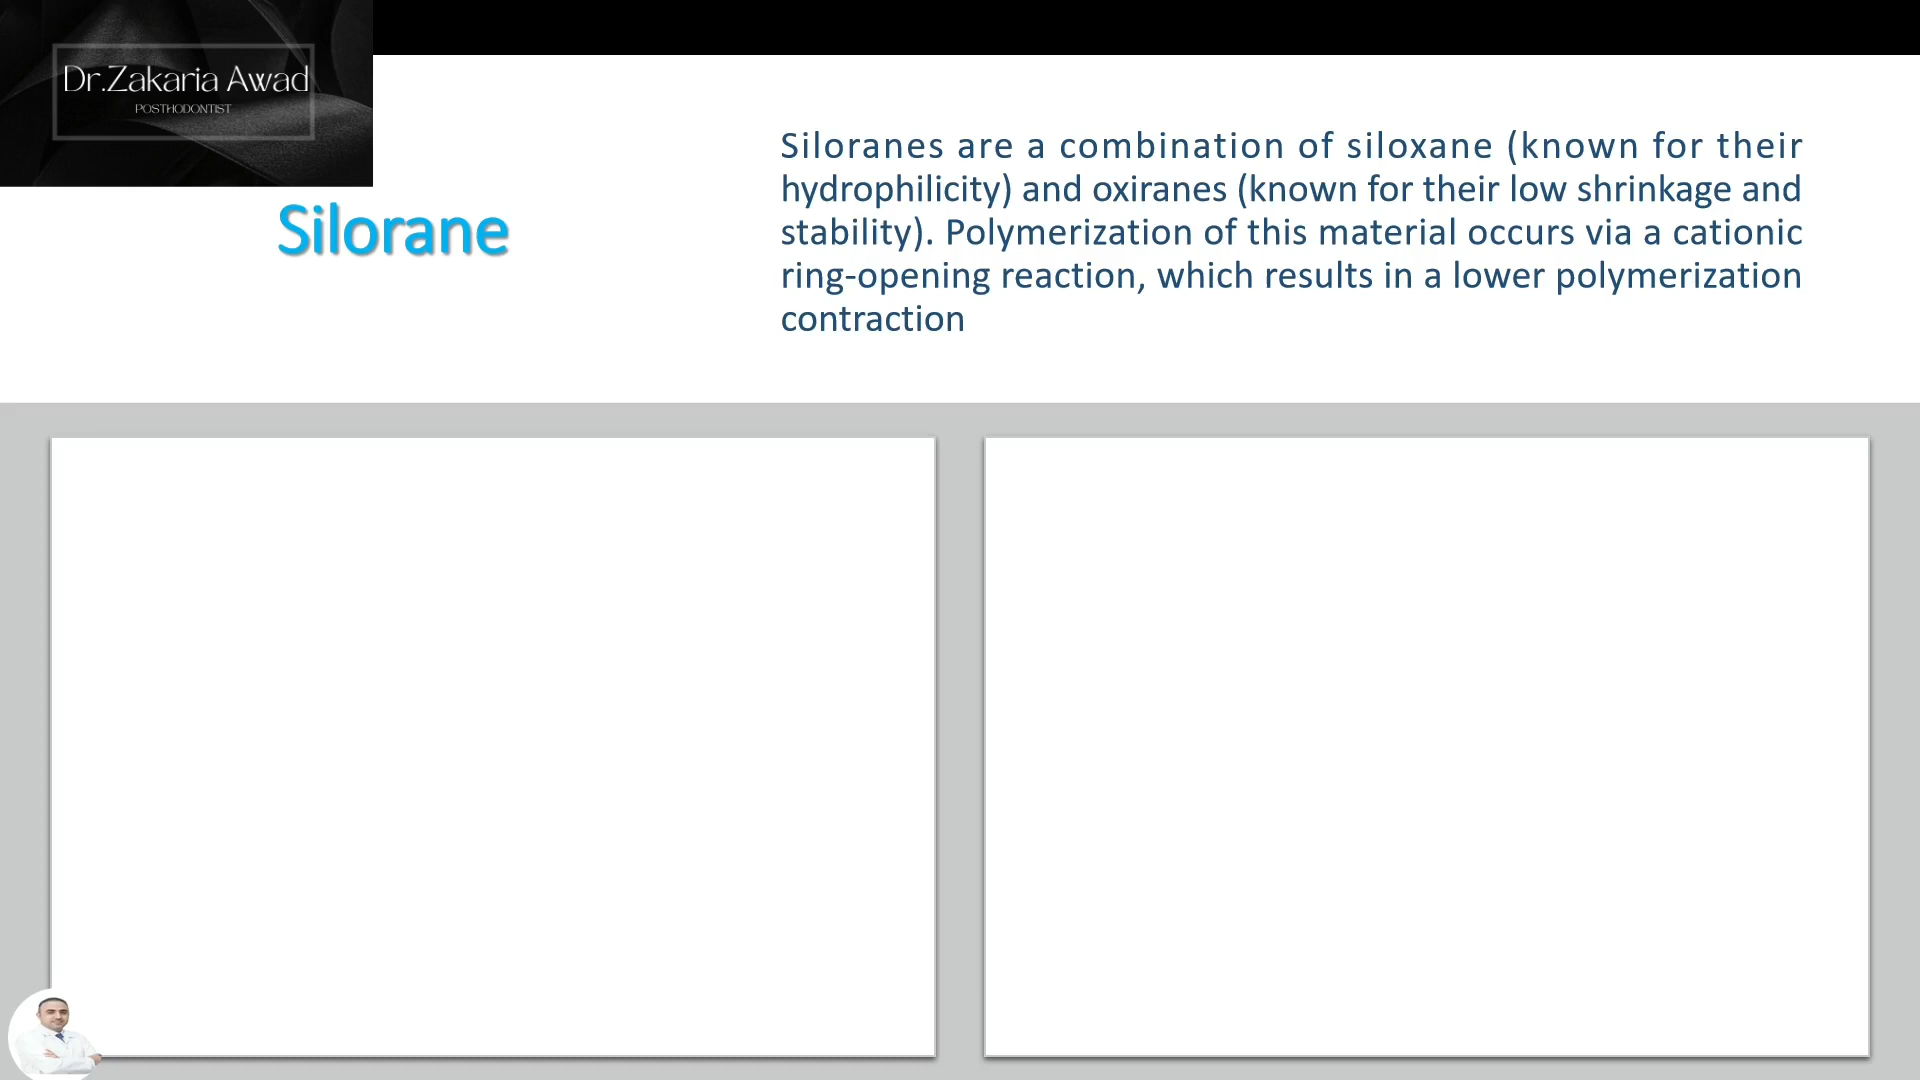 Dr.Zakaria Awad
POSTHODONTIST
Silorane
Siloranes are a combination of siloxane (known for their
hydrophilicity) and oxiranes (known for their low shrinkage and
stability). Polymerization of this material occurs via a cationic
ring-opening reaction, which results in a lower polymerization
contraction